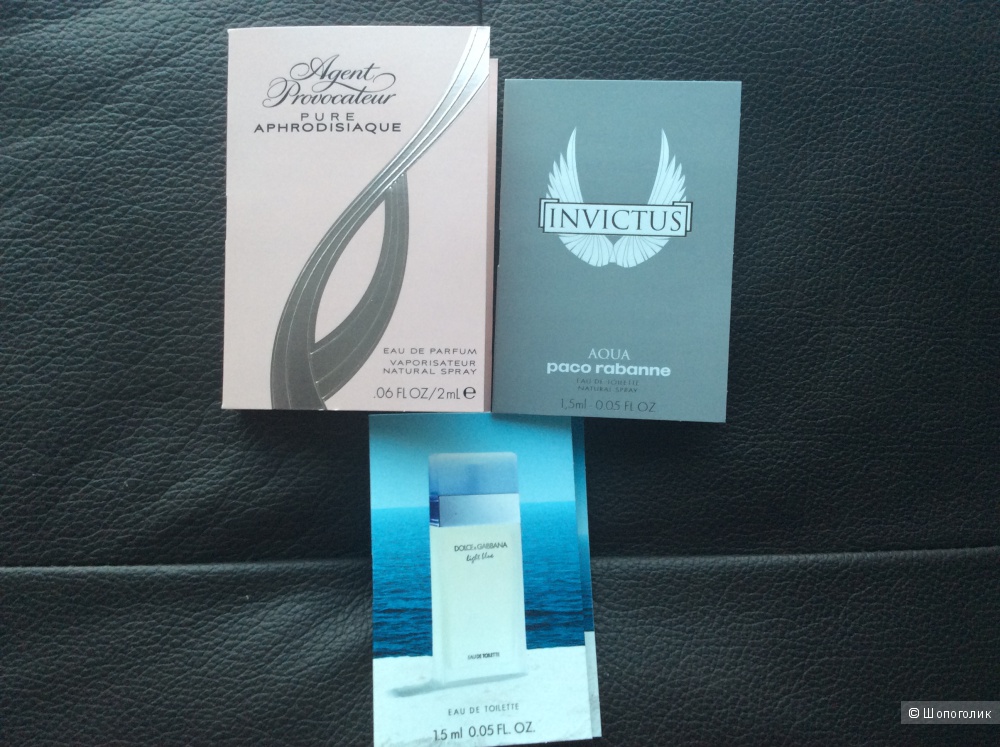 Agent
Provocateur
PURE
APHRODISIAQUE
EAU DE PARFUM
VAPORISATEUR
NATURAL SPRAY
.06 FL OZ/2 mL e
INVICTUS
AQUA
paco rabanne
EAU DE TOILETTE
NATURAL SPRAY
1,5ml - 0.05 FL OZ
DOLCE & GABBANA
light blue
EAU DE TOILETTE
EAU DE TOILETTE
1.5 ml 0.05 FL. OZ.
© Шопоголик